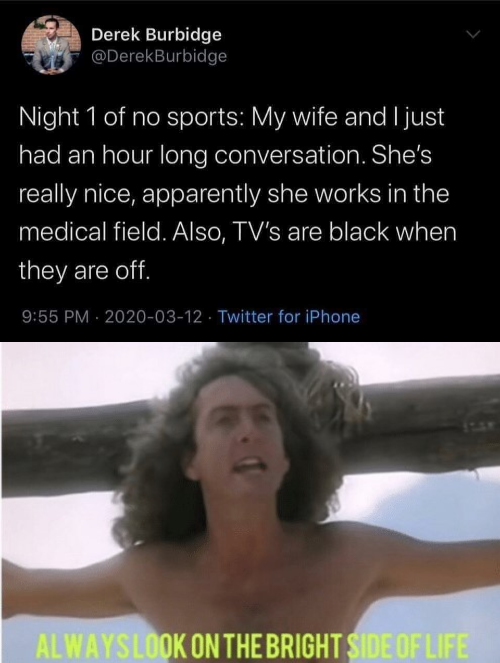 Derek Burbidge
@DerekBurbidge
Night 1 of no sports: My wife and I just
had an hour long conversation. She's
really nice, apparently she works in the
medical field. Also, TV's are black when
they are off.
9:55 PM · 2020-03-12 · Twitter for iPhone
ALWAYS LOOK ON THE BRIGHT SIDE OF LIFE